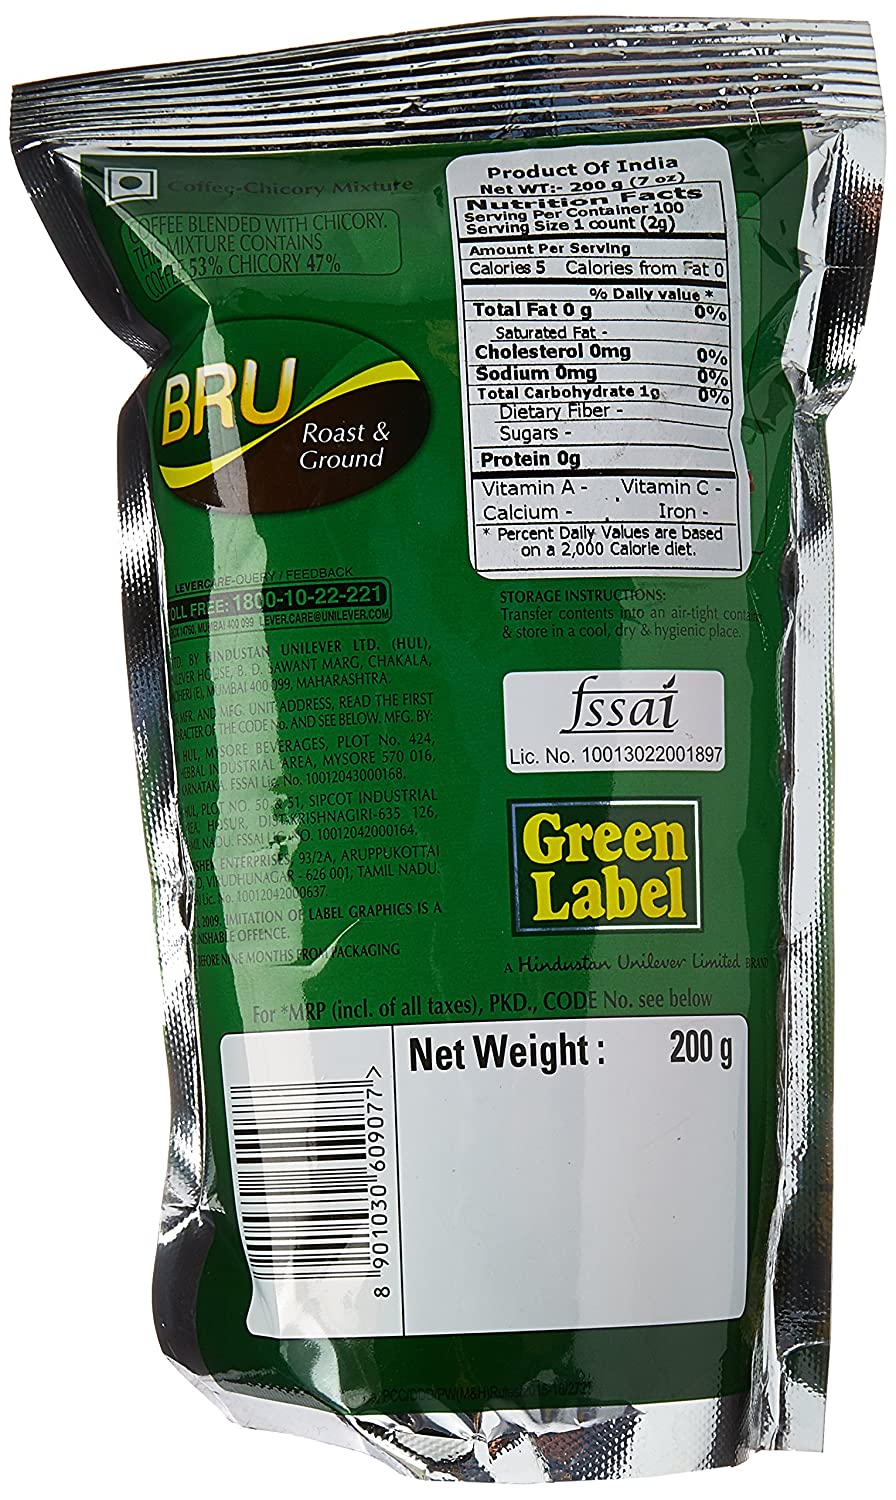 Coffee-Chicory Mixture
COFFEE BLENDED WITH CHICORY.
THIS MIXTURE CONTAINS
COFFEE 53% CHICORY 47%
BRU
Roast &
Ground
Product Of India
Net WT:- 200 g (7 oz)
Nutrition Facts
Serving Per Container 100
Serving Size 1 count (2g)
Amount Per Serving
Calories 5 Calories from Fat 0
% Daily value *
Total Fat 0 g 0%
Saturated Fat -
Cholesterol 0mg 0%
Sodium 0mg 0%
Total Carbohydrate 1g 0%
Dietary Fiber -
Sugars -
Protein 0g
Vitamin A - Vitamin C -
Calcium - Iron -
* Percent Daily Values are based
on a 2,000 Calorie diet.
LEVERCARE-QUERY / FEEDBACK
TOLL FREE: 1800-10-22-221
14760, MUMBAI 400 099 LEVER.CARE@UNILEVER.COM
BY HINDUSTAN UNILEVER LTD. (HUL),
HOUSE, B. D. SAWANT MARG, CHAKALA,
MUMBAI 400 099, MAHARASHTRA.
MFR. AND MFG. UNIT ADDRESS, READ THE FIRST
OF THE CODE No. AND SEE BELOW. MFG. BY:
HUL, MYSORE BEVERAGES, PLOT No. 424,
INDUSTRIAL AREA, MYSORE 570 016,
KARNATAKA. FSSAI Lic. No. 10012043000168.
HUL, PLOT NO. 50 & 51, SIPCOT INDUSTRIAL
HOSUR, DIST-KRISHNAGIRI-635 126,
NADU. FSSAI Lic. NO. 10012042000164.
ENTERPRISES, 93/2A, ARUPPUKOTTAI
VIRUDHUNAGAR - 626 001, TAMIL NADU.
Lic. No. 10012042000637.
2009. IMITATION OF LABEL GRAPHICS IS A
OFFENCE.
BEFORE NINE MONTHS FROM PACKAGING
STORAGE INSTRUCTIONS:
Transfer contents into an air-tight
& store in a cool, dry & hygienic place.
fssai
Lic. No. 10013022001897
Green
Label
A Hindustan Unilever Limited BRAND
For *MRP (incl. of all taxes), PKD., CODE No. see below
Net Weight : 200 g
8 901030 609077 >